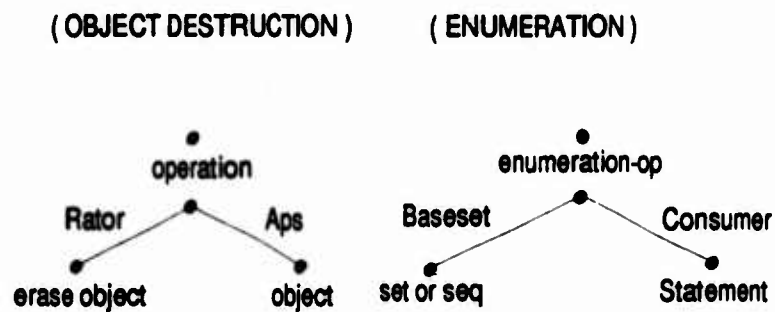 ( OBJECT DESTRUCTION ) ( ENUMERATION )
operation enumeration-op
Rator Aps Baseset Consumer
erase object object set or seq Statement